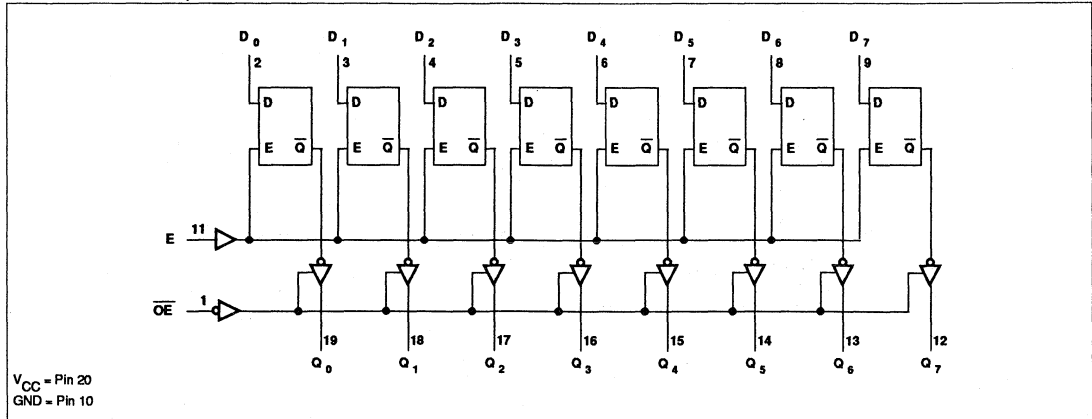 D0 D1 D2 D3 D4 D5 D6 D7
2 3 4 5 6 7 8 9
D D D D D D D D
E Q̅ E Q̅ E Q̅ E Q̅ E Q̅ E Q̅ E Q̅ E Q̅
E 11
O̅E̅ 1
19 18 17 16 15 14 13 12
Q0 Q1 Q2 Q3 Q4 Q5 Q6 Q7
VCC = Pin 20
GND = Pin 10